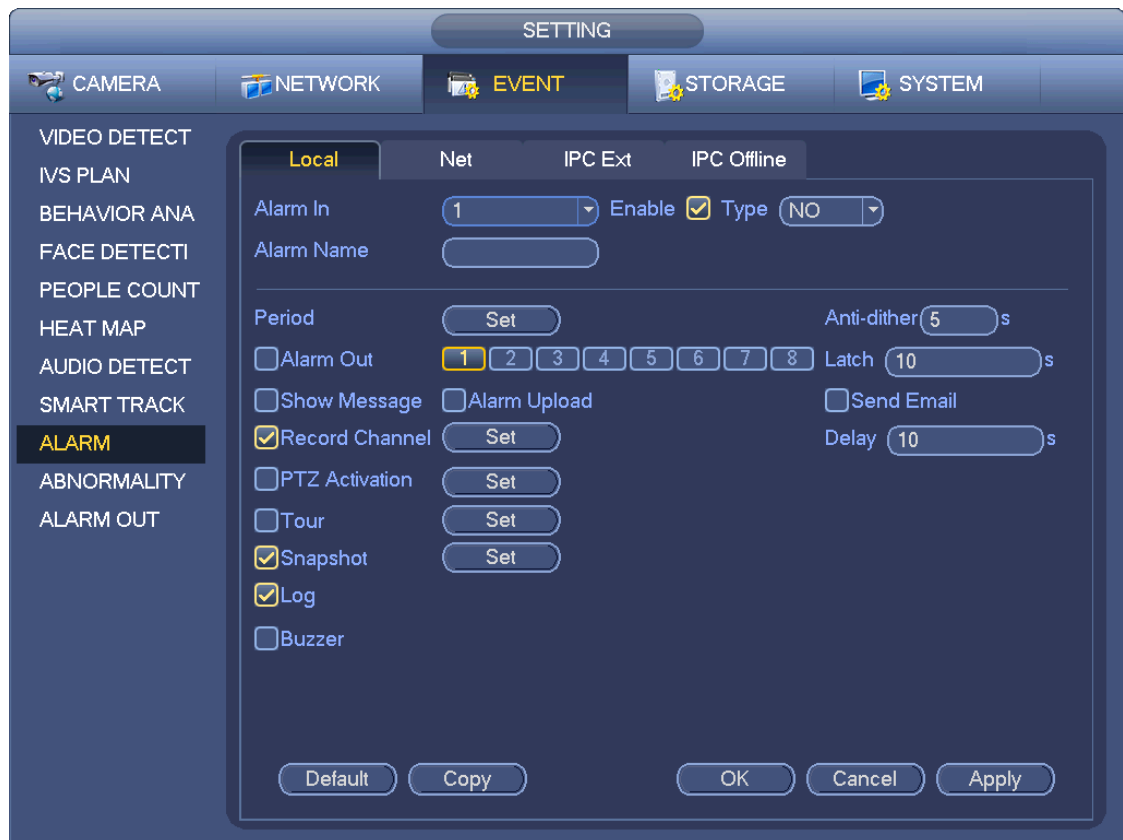 SETTING
CAMERA NETWORK EVENT STORAGE SYSTEM
VIDEO DETECT
IVS PLAN
BEHAVIOR ANA
FACE DETECTI
PEOPLE COUNT
HEAT MAP
AUDIO DETECT
SMART TRACK
ALARM
ABNORMALITY
ALARM OUT
Local Net IPC Ext IPC Offline
Alarm In 1 Enable Type NO
Alarm Name
Period Set Anti-dither 5 s
Alarm Out 1 2 3 4 5 6 7 8 Latch 10 s
Show Message Alarm Upload Send Email
Record Channel Set Delay 10 s
PTZ Activation Set
Tour Set
Snapshot Set
Log
Buzzer
Default Copy OK Cancel Apply